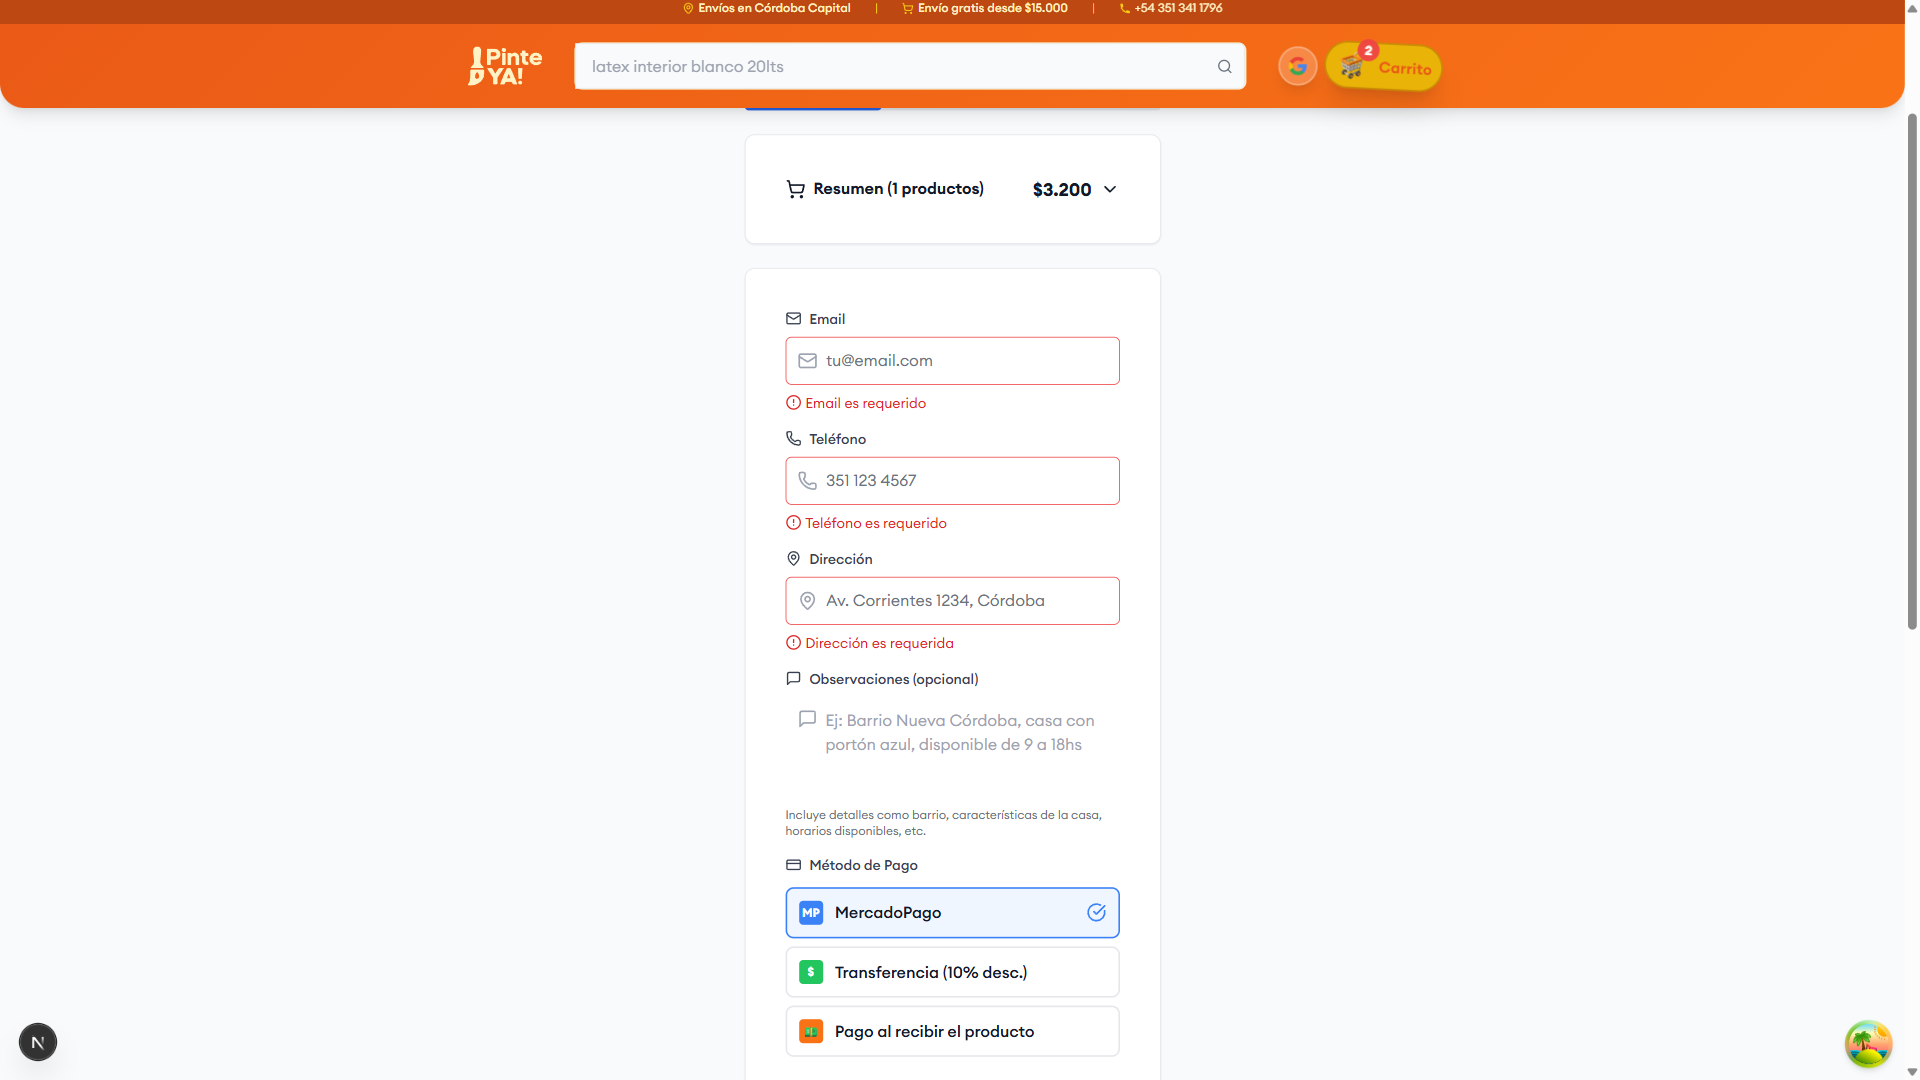 Envíos en Córdoba Capital | Envío gratis desde $15.000 | +54 351 341 1796
Pinte
YA!
latex interior blanco 20lts
G
2
Carrito
Resumen (1 productos)
$3.200
Email
tu@email.com
Email es requerido
Teléfono
351 123 4567
Teléfono es requerido
Dirección
Av. Corrientes 1234, Córdoba
Dirección es requerida
Observaciones (opcional)
Ej: Barrio Nueva Córdoba, casa con
portón azul, disponible de 9 a 18hs
Incluye detalles como barrio, características de la casa,
horarios disponibles, etc.
Método de Pago
MP MercadoPago
$ Transferencia (10% desc.)
Pago al recibir el producto
N